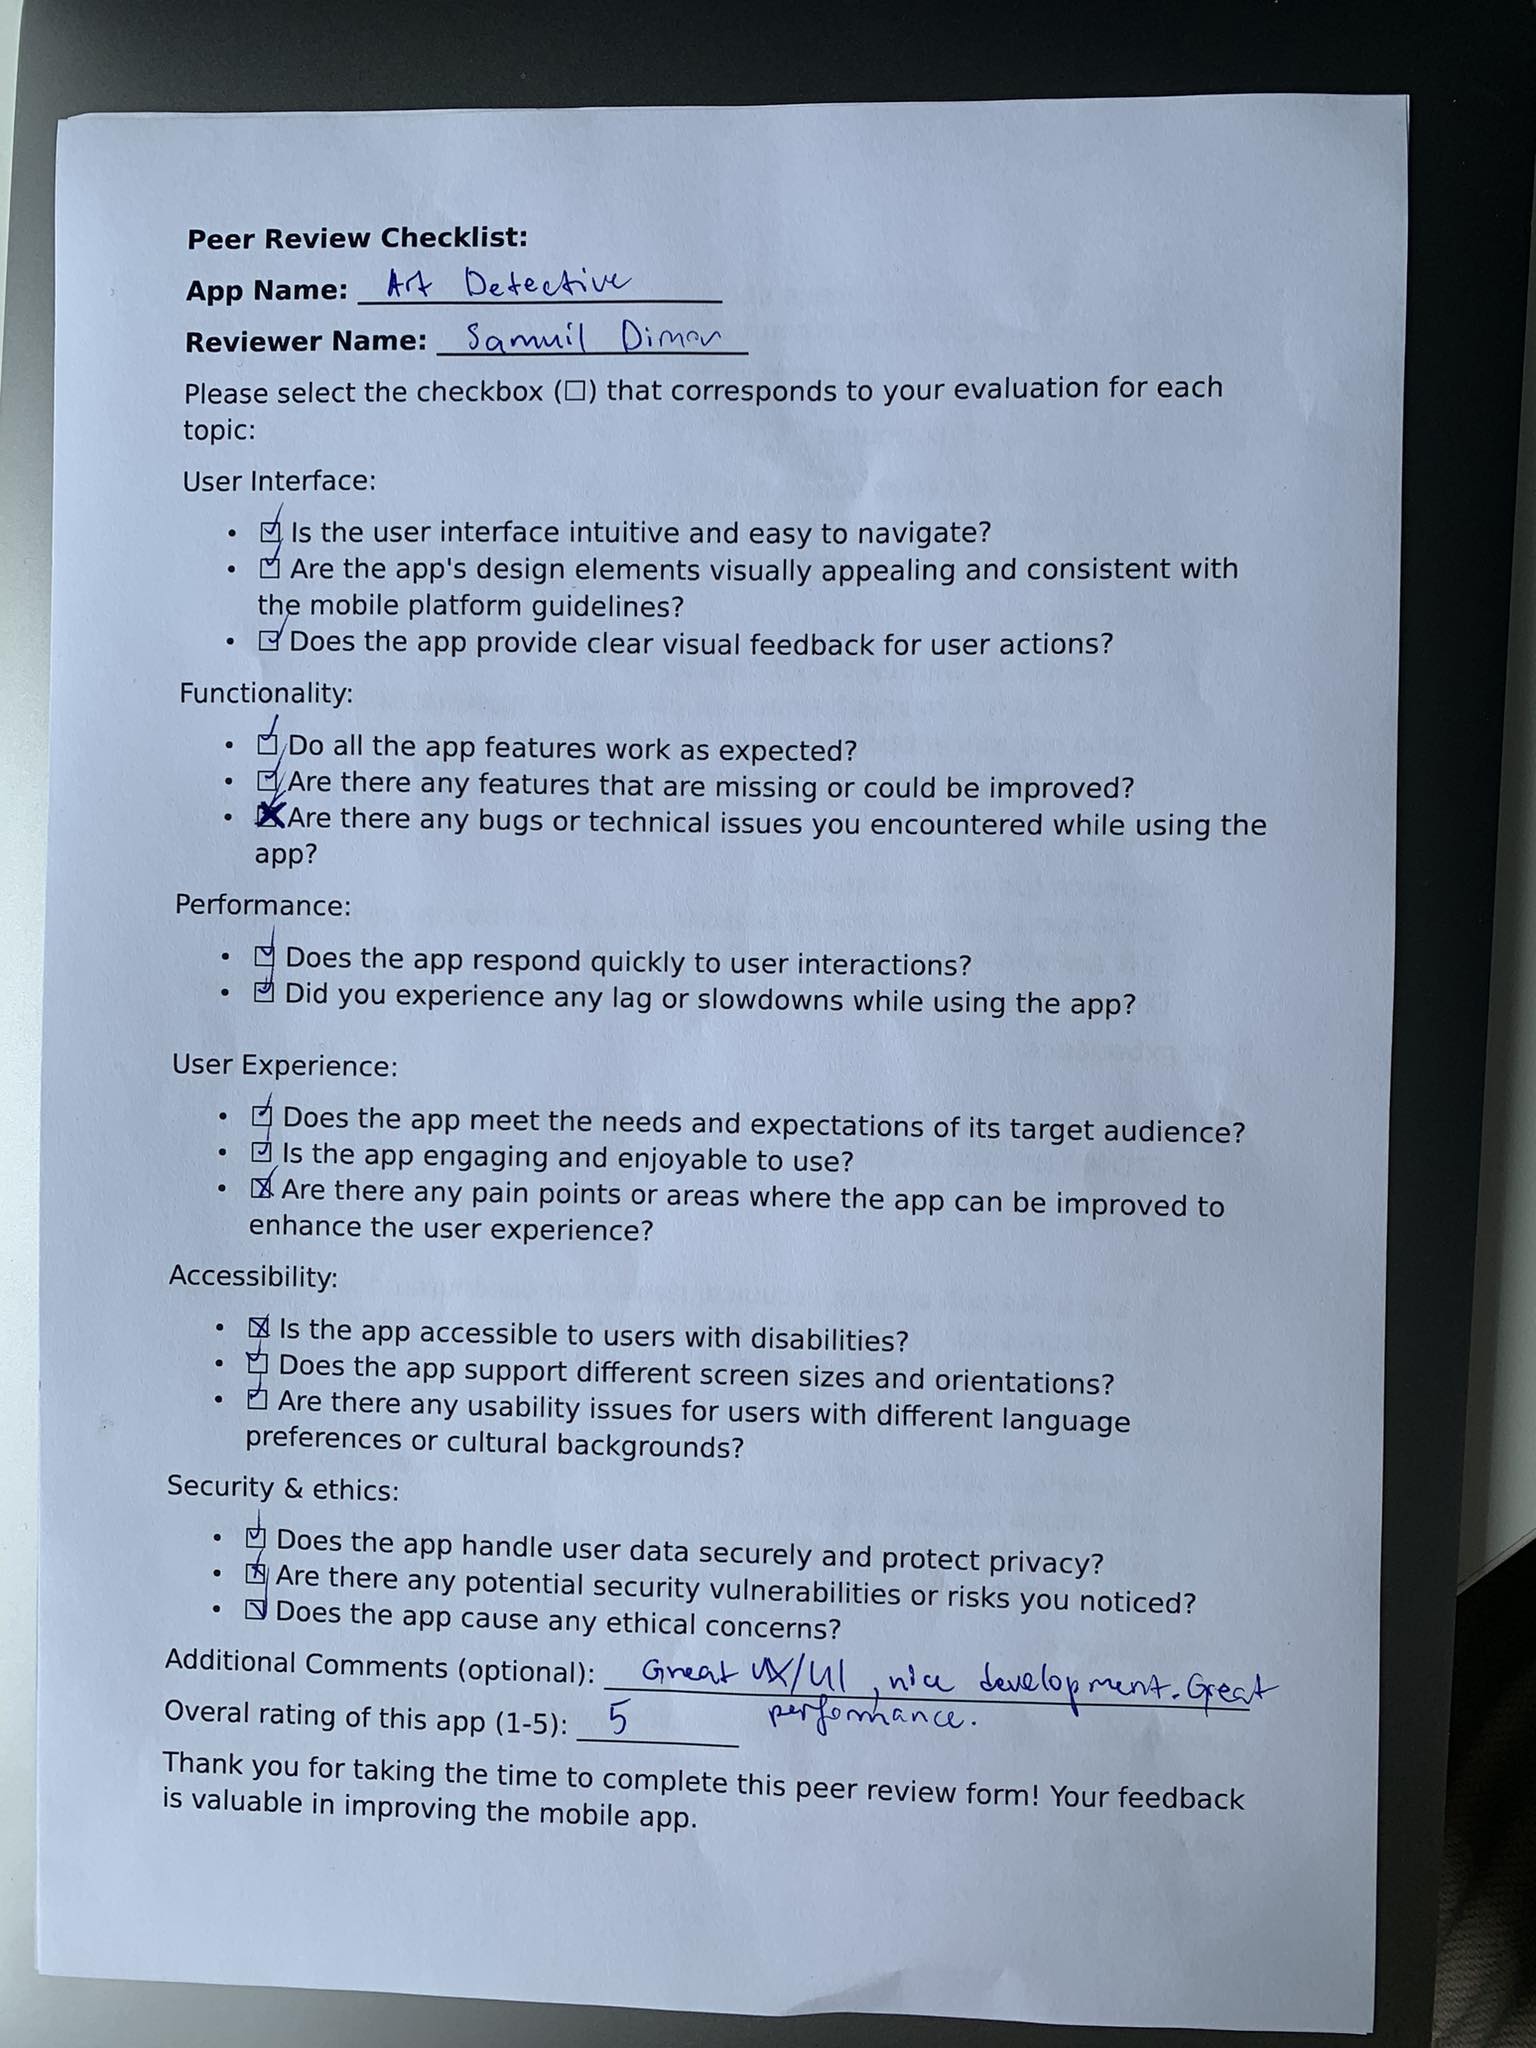 Peer Review Checklist:
App Name: Art Detective
Reviewer Name: Samuil Dimov
Please select the checkbox (☐) that corresponds to your evaluation for each
topic:
User Interface:
• ☑ Is the user interface intuitive and easy to navigate?
• ☑ Are the app's design elements visually appealing and consistent with
the mobile platform guidelines?
• ☑ Does the app provide clear visual feedback for user actions?
Functionality:
• ☑ Do all the app features work as expected?
• ☑ Are there any features that are missing or could be improved?
• ☒ Are there any bugs or technical issues you encountered while using the
app?
Performance:
• ☑ Does the app respond quickly to user interactions?
• ☑ Did you experience any lag or slowdowns while using the app?
User Experience:
• ☑ Does the app meet the needs and expectations of its target audience?
• ☑ Is the app engaging and enjoyable to use?
• ☒ Are there any pain points or areas where the app can be improved to
enhance the user experience?
Accessibility:
• ☒ Is the app accessible to users with disabilities?
• ☑ Does the app support different screen sizes and orientations?
• ☑ Are there any usability issues for users with different language
preferences or cultural backgrounds?
Security & ethics:
• ☑ Does the app handle user data securely and protect privacy?
• ☒ Are there any potential security vulnerabilities or risks you noticed?
• ☒ Does the app cause any ethical concerns?
Additional Comments (optional): Great UX/UI, nice development. Great
performance.
Overal rating of this app (1-5): 5
Thank you for taking the time to complete this peer review form! Your feedback
is valuable in improving the mobile app.